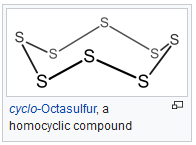 S
S S
S S S
S S
cyclo-Octasulfur, a
homocyclic compound